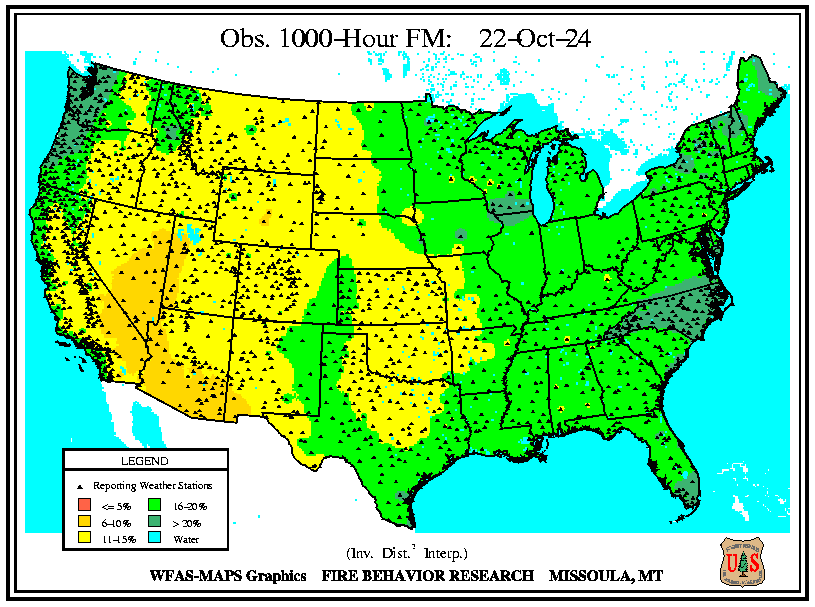 Obs. 1000-Hour FM: 22-Oct-24
LEGEND
Reporting Weather Stations
<= 5%
16-20%
6-10%
> 20%
11-15%
Water
(Inv. Dist.² Interp.)
WFAS-MAPS Graphics FIRE BEHAVIOR RESEARCH MISSOULA, MT
U S